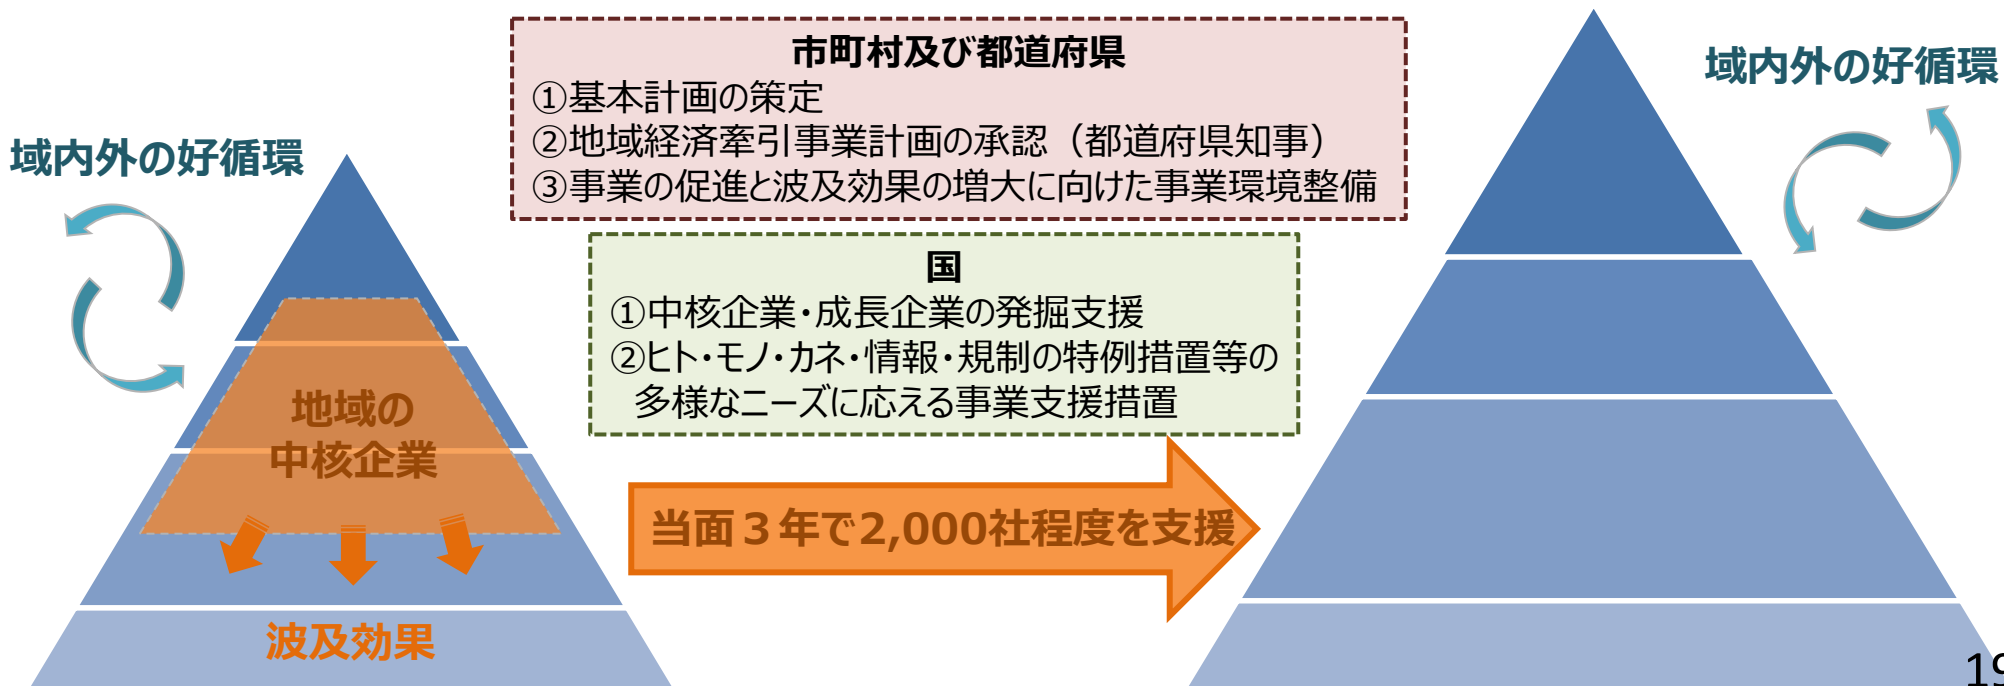 市町村及び都道府県
①基本計画の策定
②地域経済牽引事業計画の承認（都道府県知事）
③事業の促進と波及効果の増大に向けた事業環境整備
域内外の好循環
域内外の好循環
国
①中核企業・成長企業の発掘支援
②ヒト・モノ・カネ・情報・規制の特例措置等の
多様なニーズに応える事業支援措置
地域の
中核企業
当面３年で2,000社程度を支援
波及効果
19